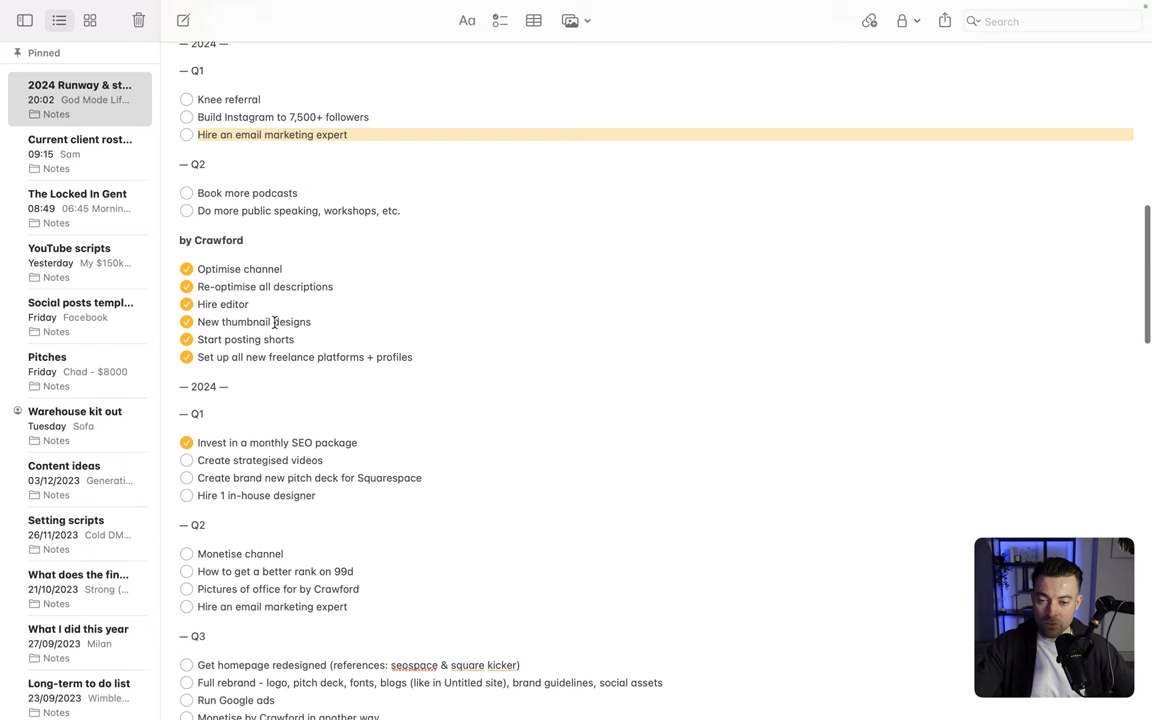 Search
Pinned
2024 Runway & st...
20:02 God Mode Lif...
Notes
Current client rost...
09:15 Sam
Notes
The Locked In Gent
08:49 06:45 Mornin...
Notes
YouTube scripts
Yesterday My $150k...
Notes
Social posts templ...
Friday Facebook
Notes
Pitches
Friday Chad - $8000
Notes
Warehouse kit out
Tuesday Sofa
Notes
Content ideas
03/12/2023 Generati...
Notes
Setting scripts
26/11/2023 Cold DM...
Notes
What does the fin...
21/10/2023 Strong (...
Notes
What I did this year
27/09/2023 Milan
Notes
Long-term to do list
23/09/2023 Wimble...
Notes
Aa
— 2024 —
— Q1
Knee referral
Build Instagram to 7,500+ followers
Hire an email marketing expert
— Q2
Book more podcasts
Do more public speaking, workshops, etc.
by Crawford
Optimise channel
Re-optimise all descriptions
Hire editor
New thumbnail designs
Start posting shorts
Set up all new freelance platforms + profiles
— 2024 —
— Q1
Invest in a monthly SEO package
Create strategised videos
Create brand new pitch deck for Squarespace
Hire 1 in-house designer
— Q2
Monetise channel
How to get a better rank on 99d
Pictures of office for by Crawford
Hire an email marketing expert
— Q3
Get homepage redesigned (references: seospace & square kicker)
Full rebrand - logo, pitch deck, fonts, blogs (like in Untitled site), brand guidelines, social assets
Run Google ads
Monetise by Crawford in another way